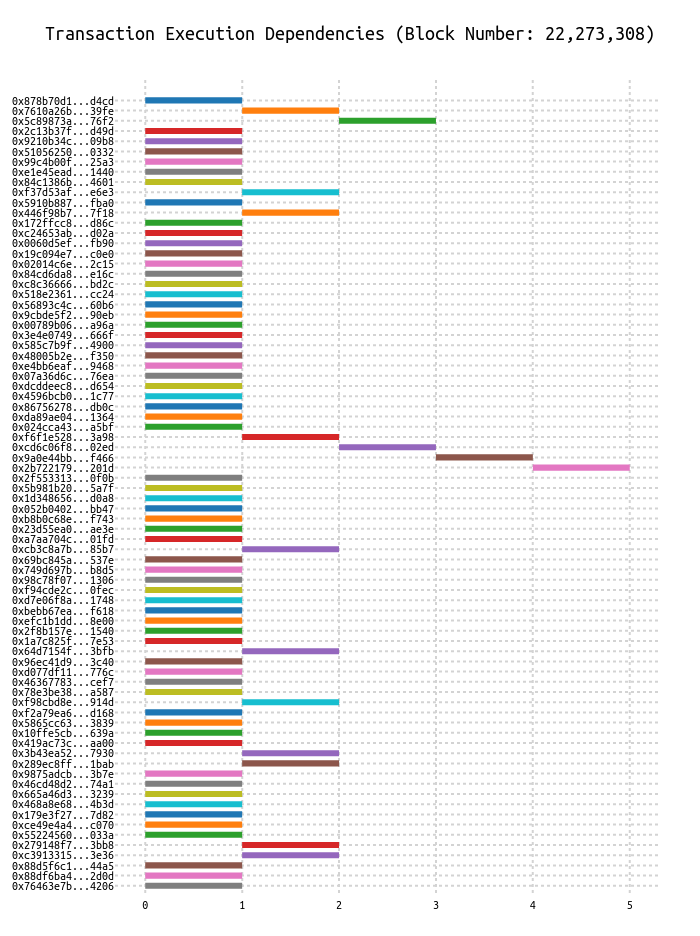 Transaction Execution Dependencies (Block Number: 22,273,308)
0x878b70d1...d4cd
0x7610a26b...39fe
0x5c89873a...76f2
0x2c13b37f...d49d
0x9210b34c...09b8
0x51056250...0332
0x99c4b00f...25a3
0xe1e45ead...1440
0x84c1386b...4601
0xf37d53af...e6e3
0x5910b887...fba0
0x446f98b7...7f18
0x172ffcc8...d86c
0xc24653ab...d02a
0x0060d5ef...fb90
0x19c094e7...c0e0
0x02014c6e...2c15
0x84cd6da8...e16c
0xc8c36666...bd2c
0x518e2361...cc24
0x56893c4c...60b6
0x9cbde5f2...90eb
0x00789b06...a96a
0x3e4e0749...666f
0x585c7b9f...4900
0x48005b2e...f350
0xe4bb6eaf...9468
0x07a36d6c...76ea
0xdcddeec8...d654
0x4596bcb0...1c77
0x86756278...db0c
0xda89ae04...1364
0x024cca43...a5bf
0xf6f1e528...3a98
0xcd6c06f8...02ed
0x9a0e44bb...f466
0x2b722179...201d
0x2f553313...0f0b
0x5b981b20...5a7f
0x1d348656...d0a8
0x052b0402...bb47
0xb8b0c68e...f743
0x23d55ea0...ae3e
0xa7aa704c...01fd
0xcb3c8a7b...85b7
0x69bc845a...537e
0x749d697b...b8d5
0x98c78f07...1306
0xf94cde2c...0fec
0xd7e06f8a...1748
0xbebb67ea...f618
0xefc1b1dd...8e00
0x2f8b157e...1540
0x1a7c825f...7e53
0x64d7154f...3bfb
0x96ec41d9...3c40
0xd077df11...776c
0x46367783...cef7
0x78e3be38...a587
0xf98cbd8e...914d
0xf2a79ea6...d168
0x5865cc63...3839
0x10ffe5cb...639a
0x419ac73c...aa00
0x3b43ea52...7930
0x289ec8ff...1bab
0x9875adcb...3b7e
0x46cd48d2...74a1
0x665a46d3...3239
0x468a8e68...4b3d
0x179e3f27...7d82
0xce49e4a4...c070
0x55224560...033a
0x279148f7...3bb8
0xc3913315...3e36
0x88d5f6c1...44a5
0x88df6ba4...2d0d
0x76463e7b...4206
0 1 2 3 4 5